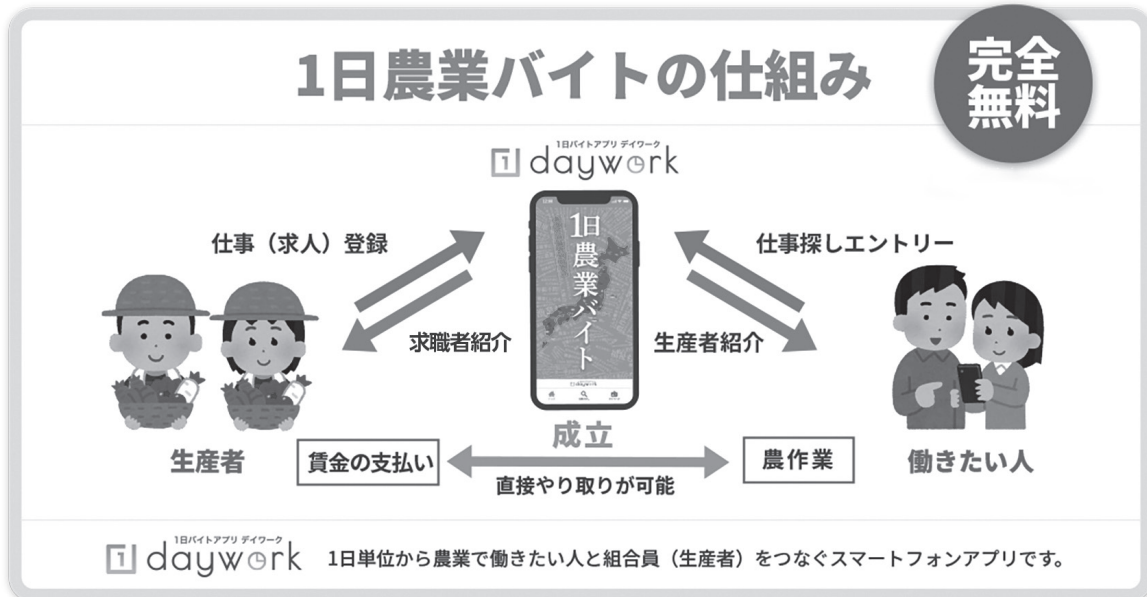 1日農業バイトの仕組み
完全
無料
1日バイトアプリ デイワーク
1 daywork
仕事（求人）登録
仕事探しエントリー
求職者紹介
生産者紹介
1日農業バイト
成立
生産者
賃金の支払い
農作業
働きたい人
直接やり取りが可能
1日バイトアプリ デイワーク
1 daywork
1日単位から農業で働きたい人と組合員（生産者）をつなぐスマートフォンアプリです。